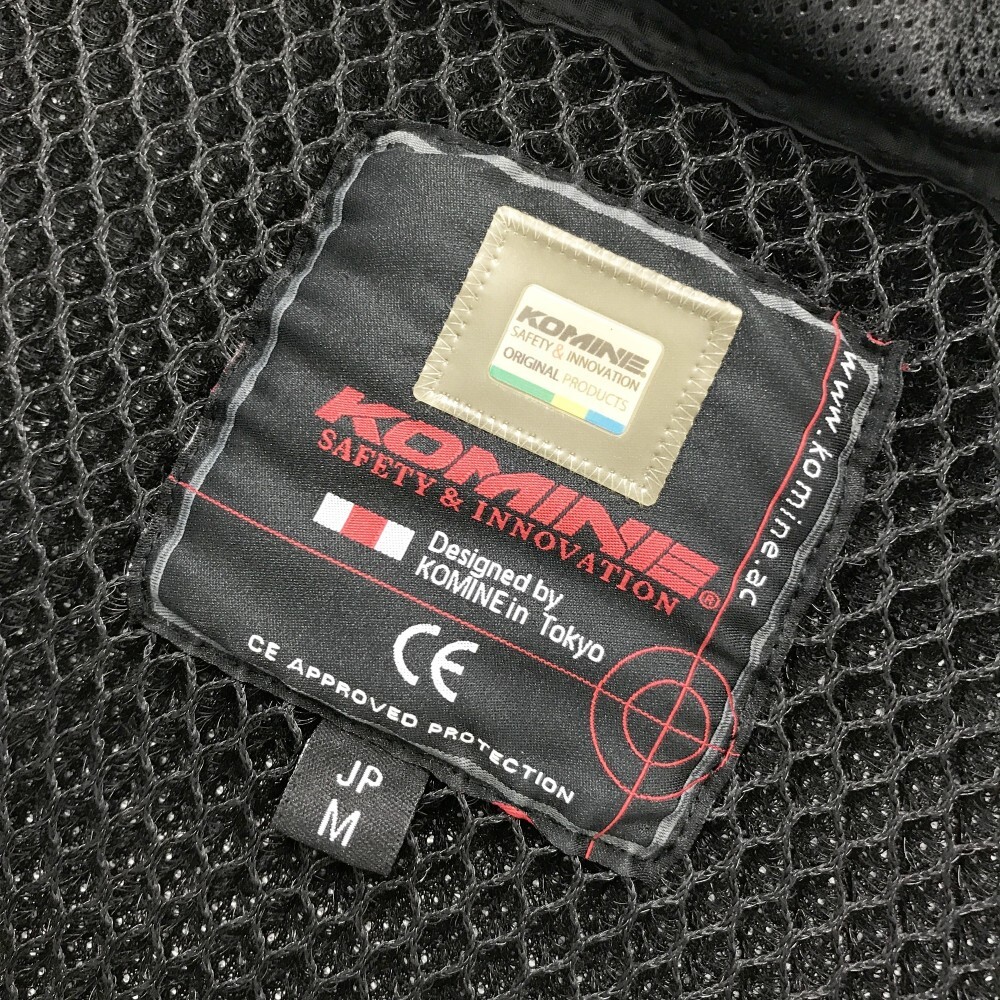 KOMINE
SAFETY & INNOVATION
ORIGINAL PRODUCTS
KOMINE®
SAFETY & INNOVATION
Designed by
KOMINE in Tokyo
CE
CE APPROVED PROTECTION
www.komine.ac
JP
M